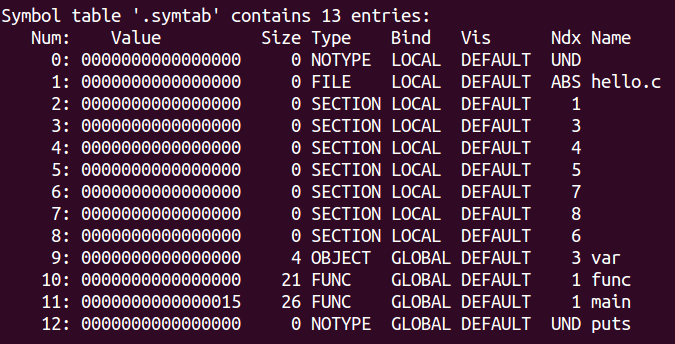 Symbol table '.symtab' contains 13 entries:
   Num:    Value          Size Type    Bind   Vis      Ndx Name
     0: 0000000000000000     0 NOTYPE  LOCAL  DEFAULT  UND
     1: 0000000000000000     0 FILE    LOCAL  DEFAULT  ABS hello.c
     2: 0000000000000000     0 SECTION LOCAL  DEFAULT    1
     3: 0000000000000000     0 SECTION LOCAL  DEFAULT    3
     4: 0000000000000000     0 SECTION LOCAL  DEFAULT    4
     5: 0000000000000000     0 SECTION LOCAL  DEFAULT    5
     6: 0000000000000000     0 SECTION LOCAL  DEFAULT    7
     7: 0000000000000000     0 SECTION LOCAL  DEFAULT    8
     8: 0000000000000000     0 SECTION LOCAL  DEFAULT    6
     9: 0000000000000000     4 OBJECT  GLOBAL DEFAULT    3 var
    10: 0000000000000000    21 FUNC    GLOBAL DEFAULT    1 func
    11: 0000000000000015    26 FUNC    GLOBAL DEFAULT    1 main
    12: 0000000000000000     0 NOTYPE  GLOBAL DEFAULT  UND puts